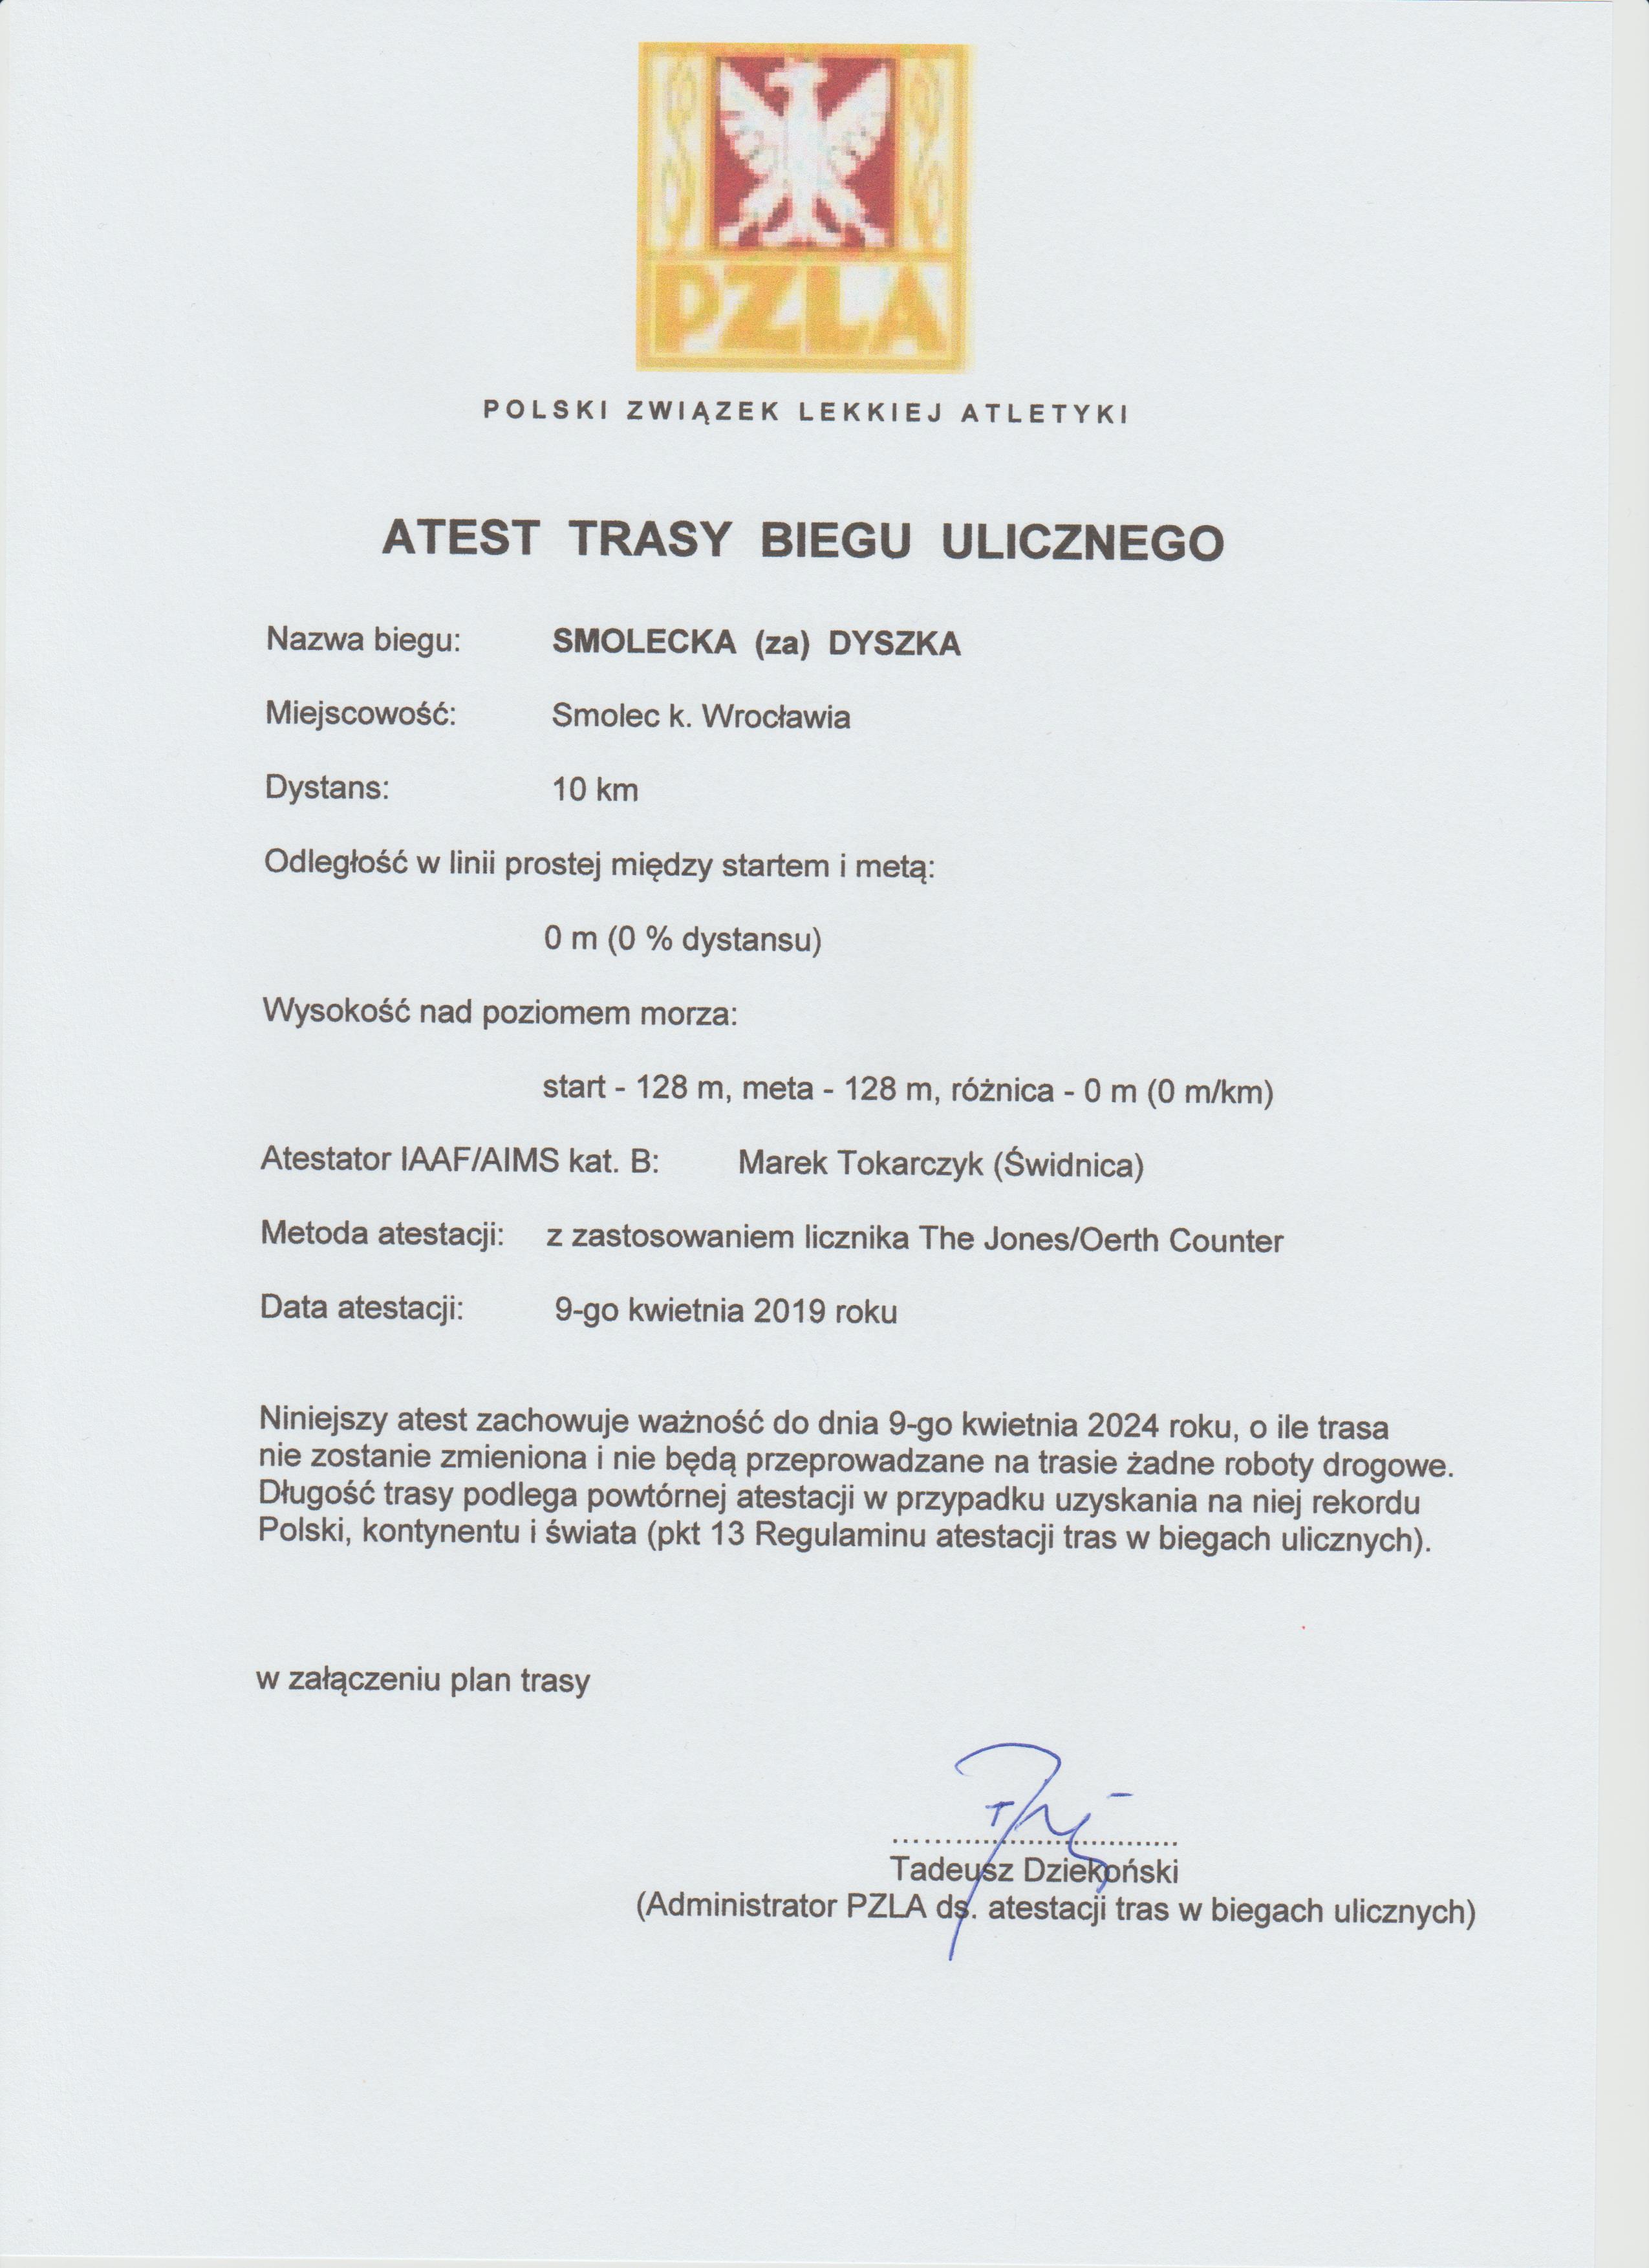 PZLA
POLSKI ZWIĄZEK LEKKIEJ ATLETYKI
ATEST TRASY BIEGU ULICZNEGO
Nazwa biegu: SMOLECKA (za) DYSZKA
Miejscowość: Smolec k. Wrocławia
Dystans: 10 km
Odległość w linii prostej między startem i metą:
0 m (0 % dystansu)
Wysokość nad poziomem morza:
start - 128 m, meta - 128 m, różnica - 0 m (0 m/km)
Atestator IAAF/AIMS kat. B: Marek Tokarczyk (Świdnica)
Metoda atestacji: z zastosowaniem licznika The Jones/Oerth Counter
Data atestacji: 9-go kwietnia 2019 roku
Niniejszy atest zachowuje ważność do dnia 9-go kwietnia 2024 roku, o ile trasa
nie zostanie zmieniona i nie będą przeprowadzane na trasie żadne roboty drogowe.
Długość trasy podlega powtórnej atestacji w przypadku uzyskania na niej rekordu
Polski, kontynentu i świata (pkt 13 Regulaminu atestacji tras w biegach ulicznych).
w załączeniu plan trasy
Tadeusz Dziekoński
(Administrator PZLA ds. atestacji tras w biegach ulicznych)